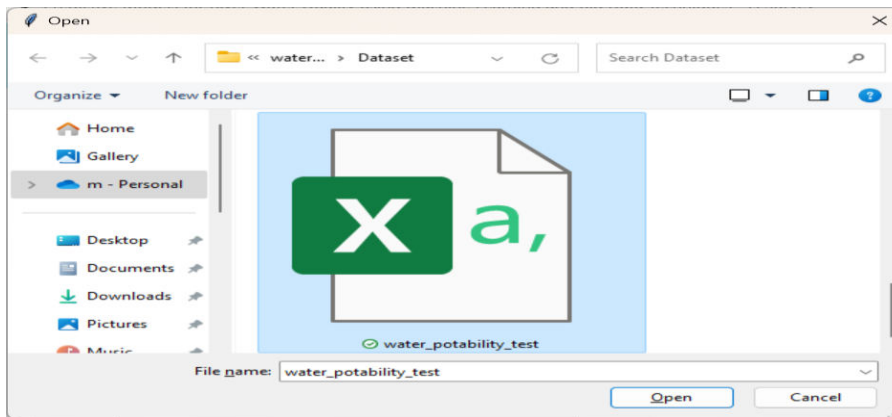 Open
« water... > Dataset
Search Dataset
Organize
New folder
Home
Gallery
m - Personal
Desktop
Documents
Downloads
Pictures
Music
X a,
water_potability_test
File name: water_potability_test
Open
Cancel